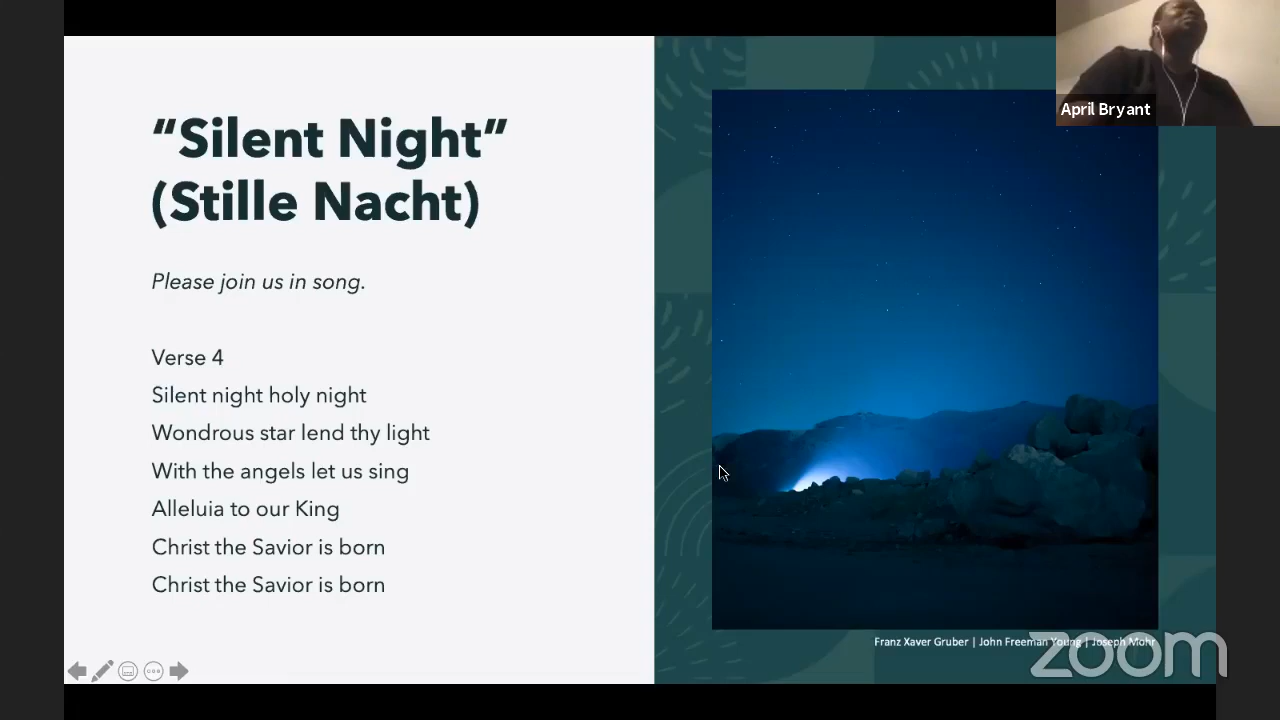 “Silent Night”
(Stille Nacht)
Please join us in song.
Verse 4
Silent night holy night
Wondrous star lend thy light
With the angels let us sing
Alleluia to our King
Christ the Savior is born
Christ the Savior is born
April Bryant
Franz Xaver Gruber | John Freeman Young | Joseph Mohr
zoom